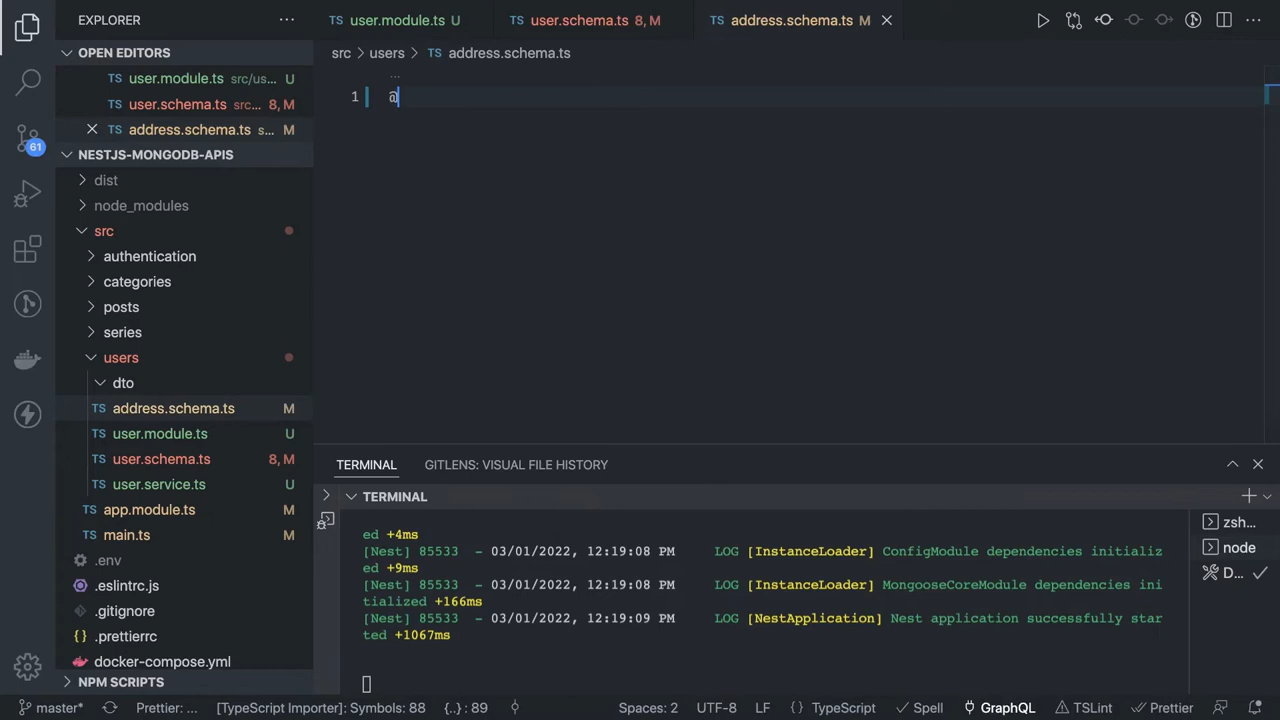 EXPLORER
OPEN EDITORS
TS user.module.ts src/us... U
TS user.schema.ts src... 8, M
TS address.schema.ts s... M
NESTJS-MONGODB-APIS
dist
node_modules
src
authentication
categories
posts
series
users
dto
TS address.schema.ts M
TS user.module.ts U
TS user.schema.ts 8, M
TS user.service.ts U
TS app.module.ts M
TS main.ts M
.env
.eslintrc.js
.gitignore
.prettierrc
docker-compose.yml
NPM SCRIPTS
61
TS user.module.ts U
TS user.schema.ts 8, M
TS address.schema.ts M
src > users > TS address.schema.ts
1 @
TERMINAL
GITLENS: VISUAL FILE HISTORY
TERMINAL
ed +4ms
[Nest] 85533 - 03/01/2022, 12:19:08 PM LOG [InstanceLoader] ConfigModule dependencies initializ
ed +9ms
[Nest] 85533 - 03/01/2022, 12:19:08 PM LOG [InstanceLoader] MongooseCoreModule dependencies ini
tialized +166ms
[Nest] 85533 - 03/01/2022, 12:19:09 PM LOG [NestApplication] Nest application successfully star
ted +1067ms
zsh...
node
D...
master* Prettier: ... [TypeScript Importer]: Symbols: 88 {..}: 89 Spaces: 2 UTF-8 LF {} TypeScript Spell GraphQL TSLint Prettier